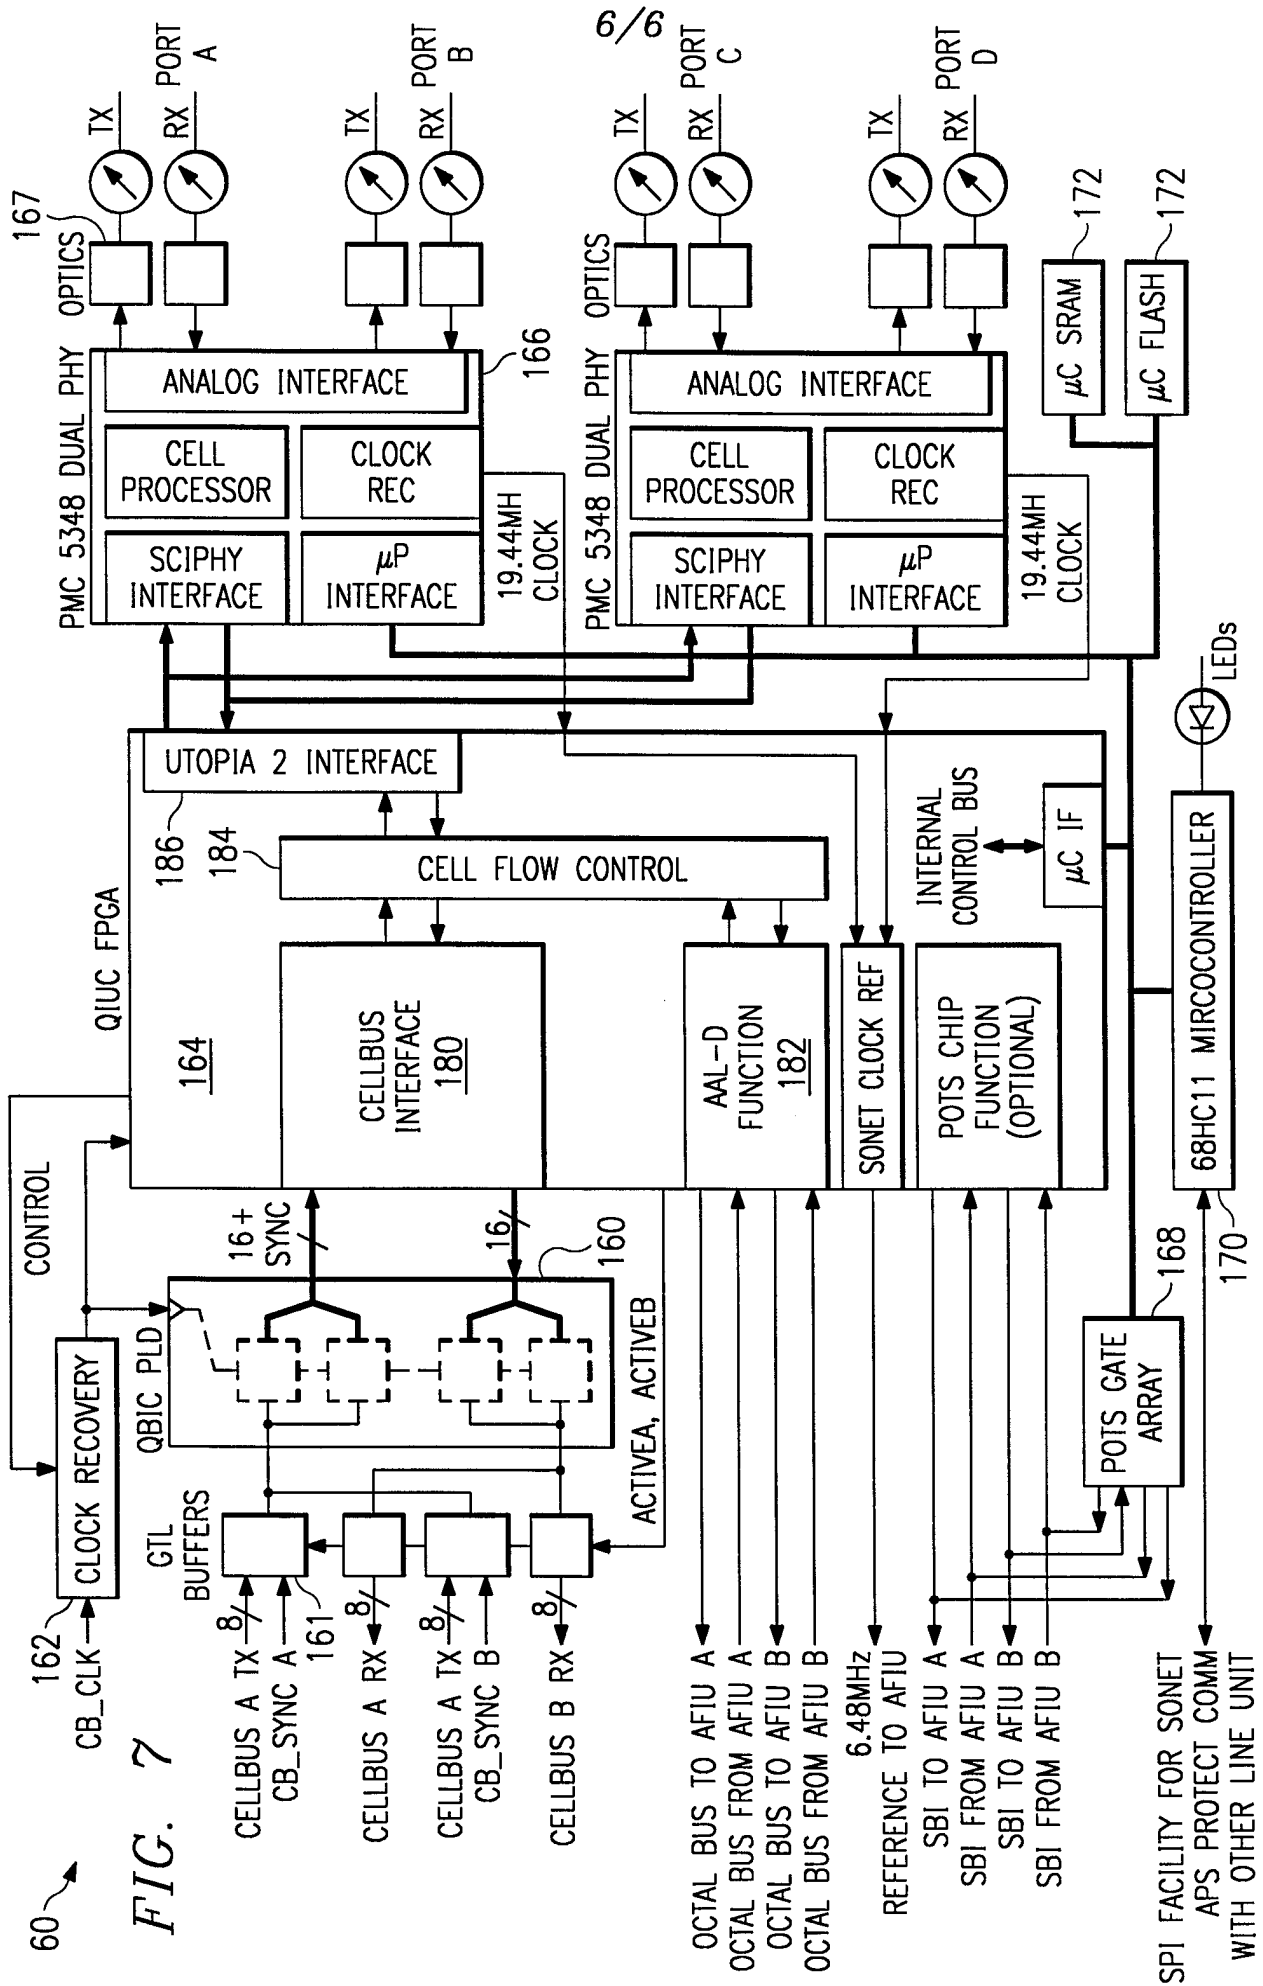 6/6
60
FIG. 7
CB_CLK
162
CLOCK RECOVERY
CONTROL
CELLBUS A TX
CB_SYNC A
CELLBUS A RX
CELLBUS A TX
CB_SYNC B
CELLBUS B RX
8
8
8
8
161
GTL
BUFFERS
QBIC PLD
160
16+
SYNC
16
ACTIVEA, ACTIVEB
QIUC FPGA
164
CELLBUS
INTERFACE
180
AAL-D
FUNCTION
182
SONET CLOCK REF
POTS CHIP
FUNCTION
(OPTIONAL)
184
CELL FLOW CONTROL
186
UTOPIA 2 INTERFACE
INTERNAL
CONTROL BUS
μC IF
OCTAL BUS TO AFIU A
OCTAL BUS FROM AFIU A
OCTAL BUS TO AFIU B
OCTAL BUS FROM AFIU B
6.48MHz
REFERENCE TO AFIU
SBI TO AFIU A
SBI FROM AFIU A
SBI TO AFIU B
SBI FROM AFIU B
SPI FACILITY FOR SONET
APS PROTECT COMM
WITH OTHER LINE UNIT
POTS GATE
ARRAY
168
170
68HC11 MIRCOCONTROLLER
LEDs
PMC 5348 DUAL PHY
SCIPHY
INTERFACE
CELL
PROCESSOR
μP
INTERFACE
CLOCK
REC
ANALOG INTERFACE
166
19.44MH
CLOCK
OPTICS
167
TX
RX
PORT
A
TX
RX
PORT
B
PMC 5348 DUAL PHY
SCIPHY
INTERFACE
CELL
PROCESSOR
μP
INTERFACE
CLOCK
REC
ANALOG INTERFACE
19.44MH
CLOCK
OPTICS
TX
RX
PORT
C
TX
RX
PORT
D
μC SRAM
172
μC FLASH
172